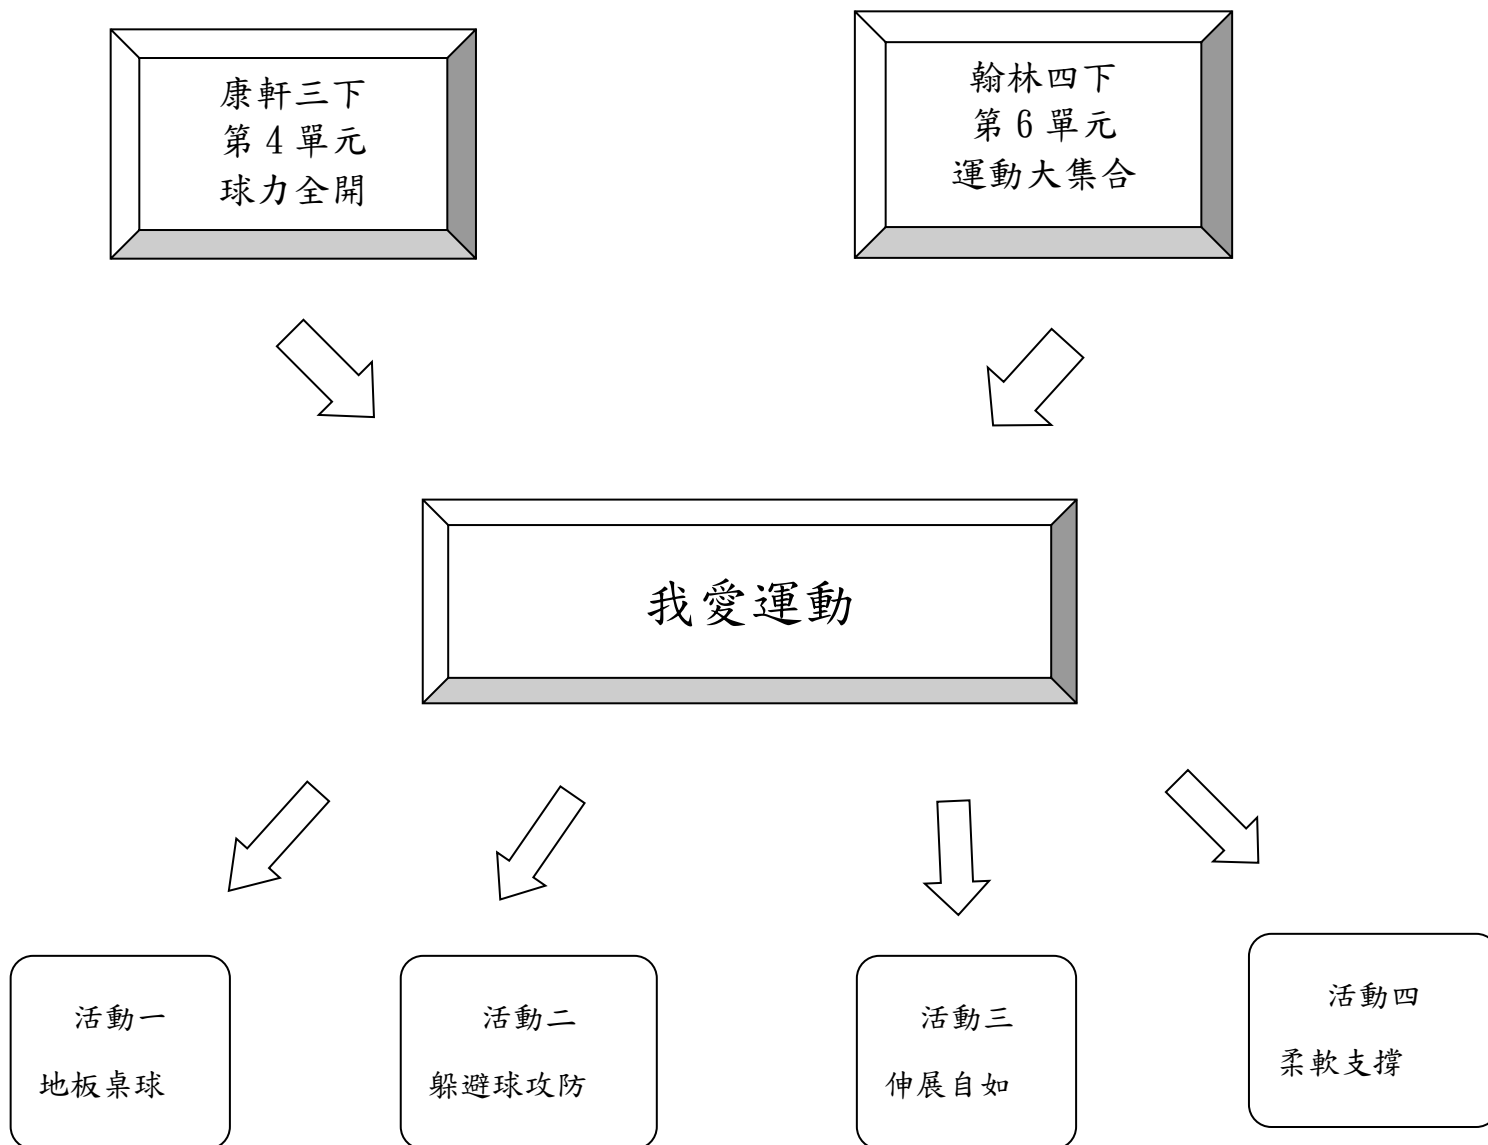 康軒三下
第 4 單元
球力全開
翰林四下
第 6 單元
運動大集合
我愛運動
活動一
地板桌球
活動二
躲避球攻防
活動三
伸展自如
活動四
柔軟支撐